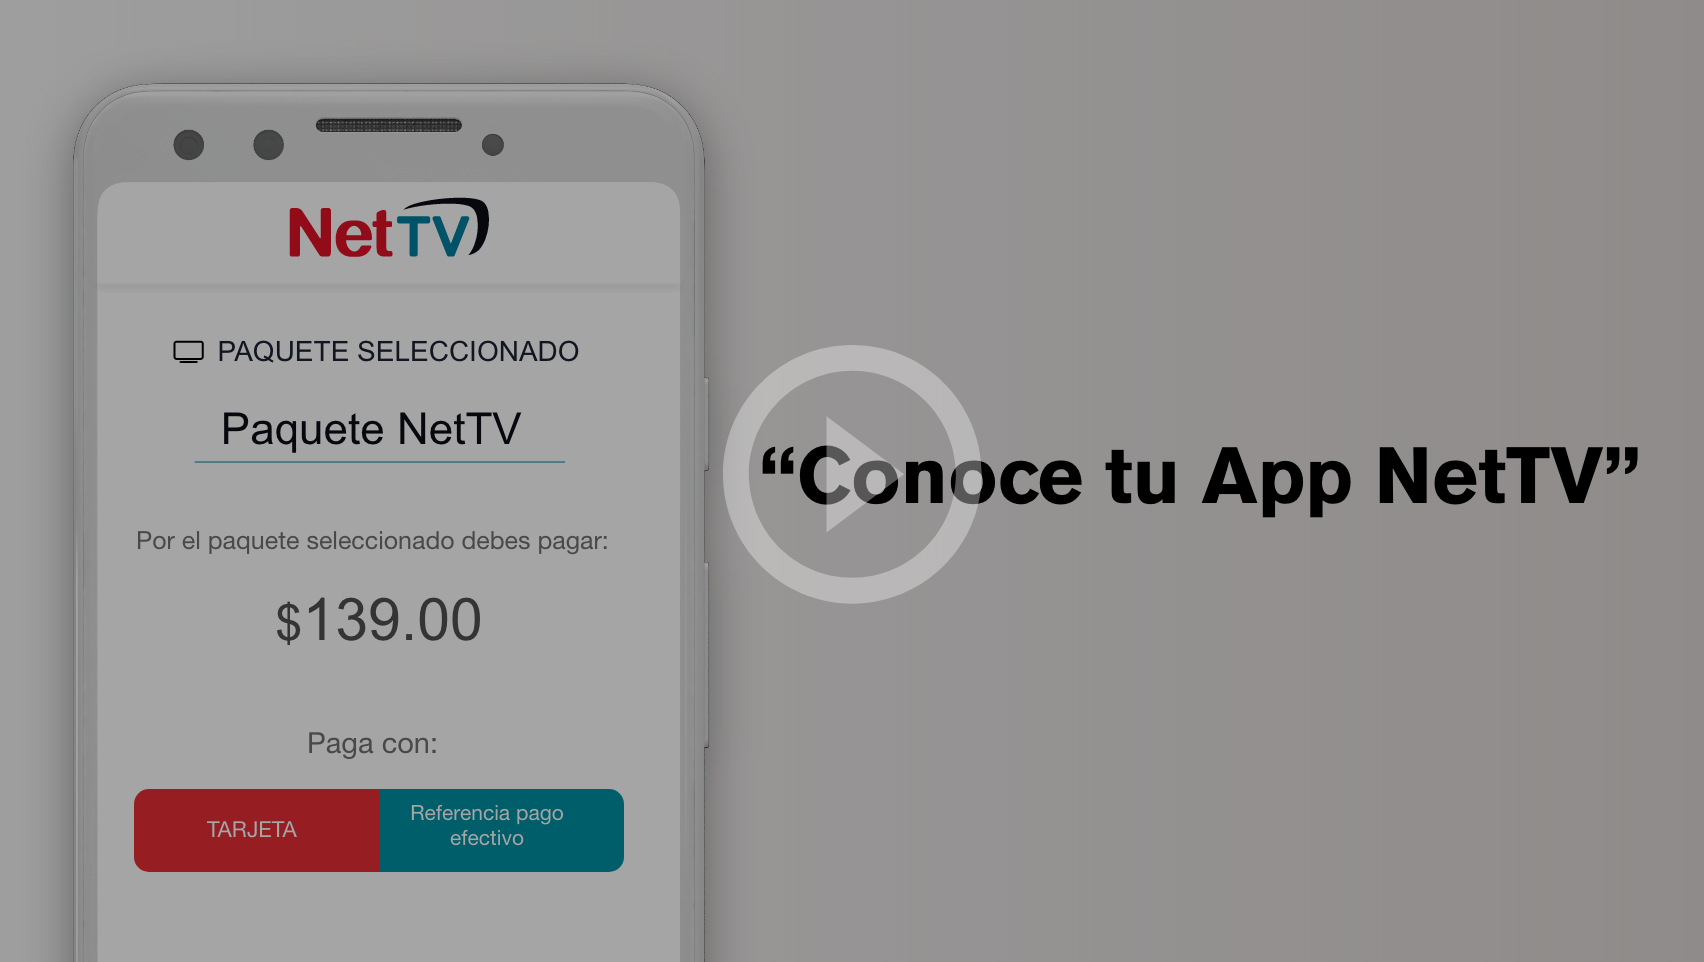 NetTV
PAQUETE SELECCIONADO
Paquete NetTV
Por el paquete seleccionado debes pagar:
$139.00
Paga con:
TARJETA
Referencia pago
efectivo
“Conoce tu App NetTV”